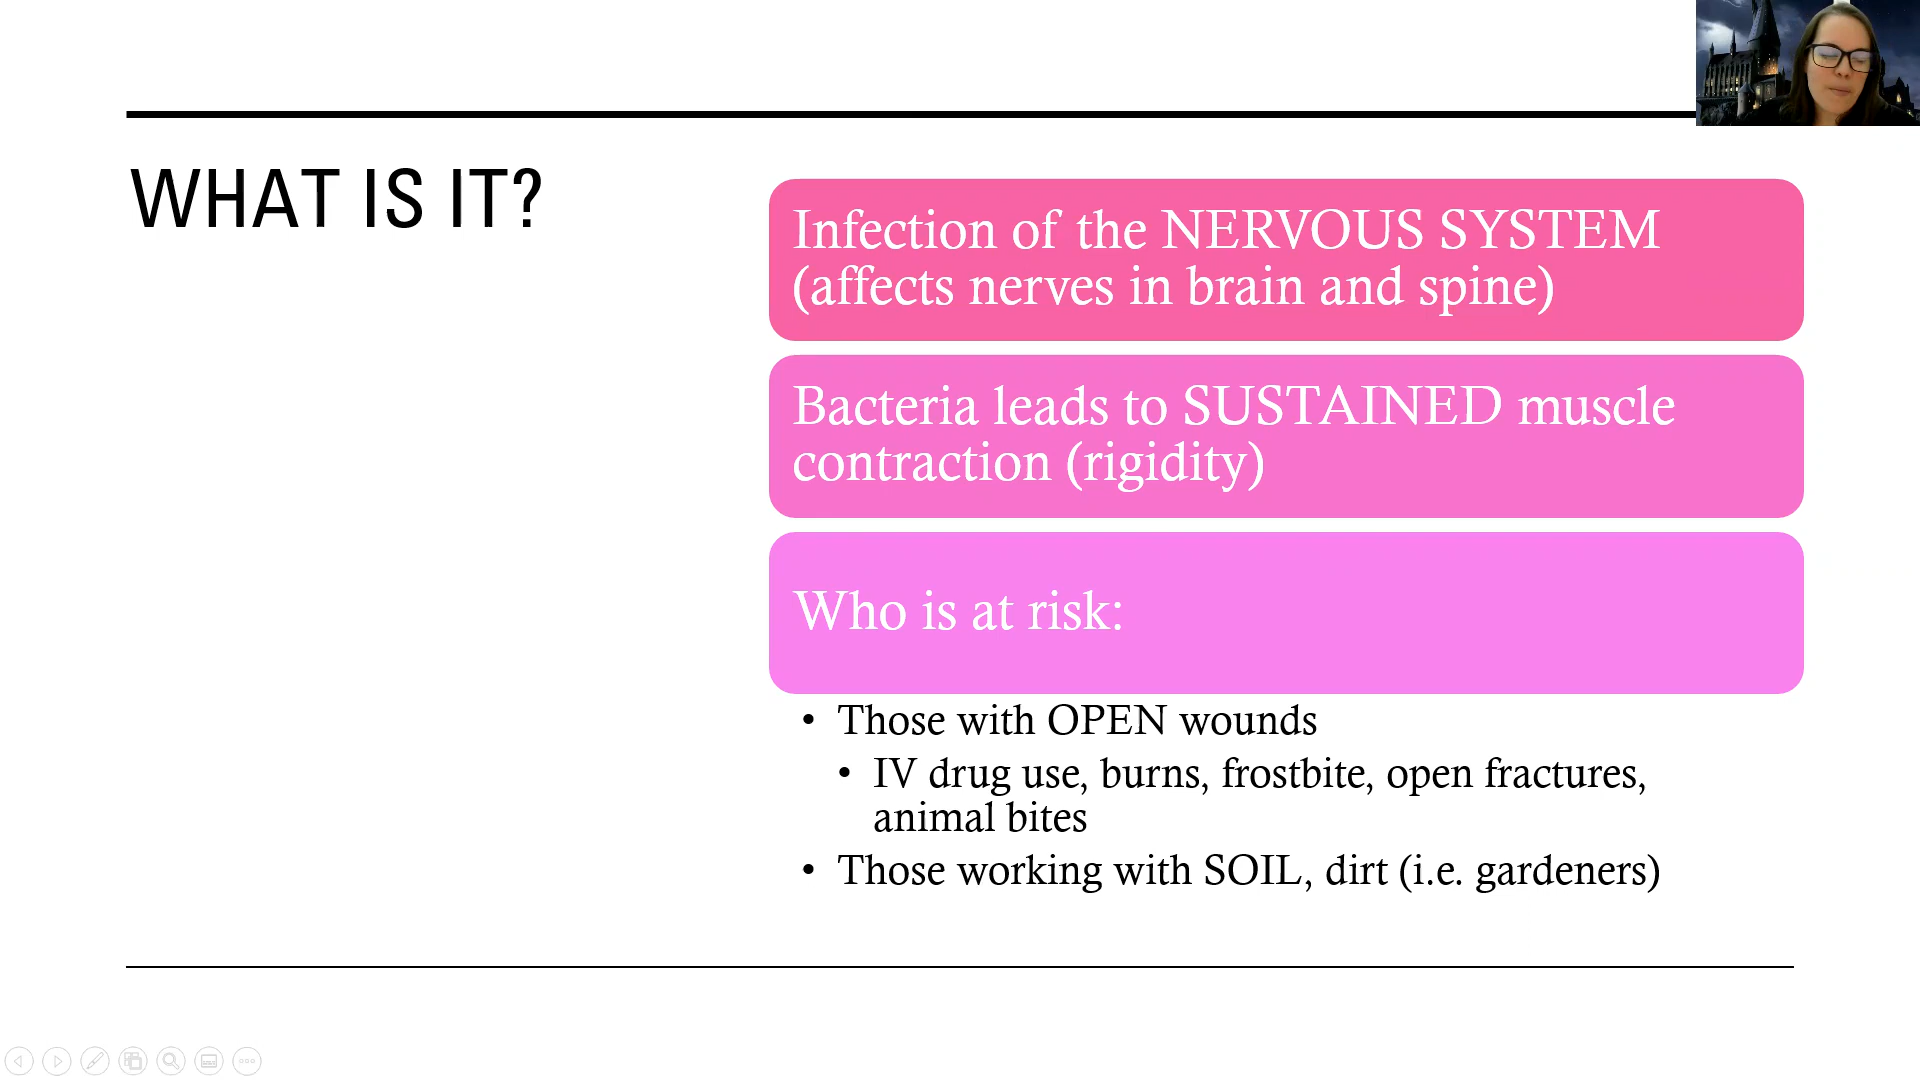 WHAT IS IT?
Infection of the NERVOUS SYSTEM
(affects nerves in brain and spine)
Bacteria leads to SUSTAINED muscle
contraction (rigidity)
Who is at risk:
• Those with OPEN wounds
• IV drug use, burns, frostbite, open fractures,
animal bites
• Those working with SOIL, dirt (i.e. gardeners)